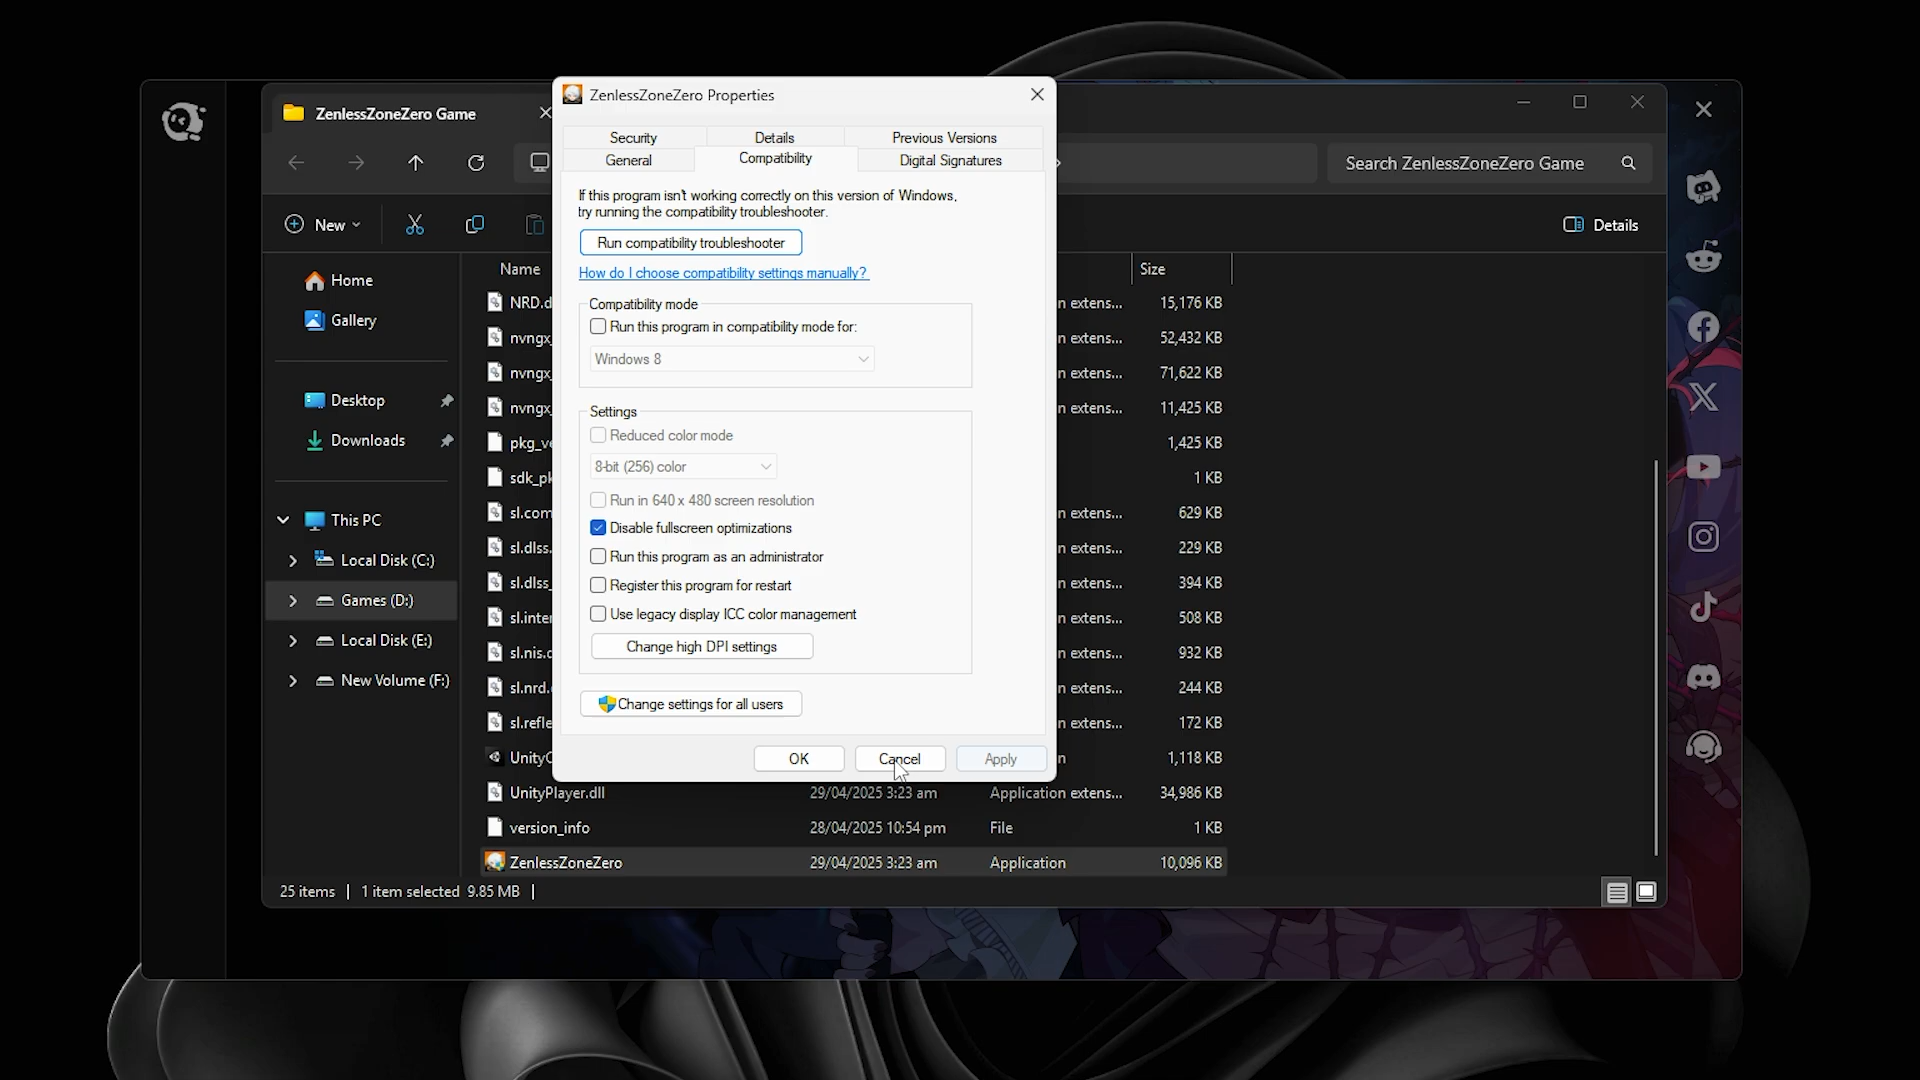 ZenlessZoneZero Game
Search ZenlessZoneZero Game
New
Details
Home
Gallery
Desktop
Downloads
This PC
Local Disk (C:)
Games (D:)
Local Disk (E:)
New Volume (F:)
ZenlessZoneZero Properties
Security Details Previous Versions
General Compatibility Digital Signatures
If this program isn't working correctly on this version of Windows,
try running the compatibility troubleshooter.
Run compatibility troubleshooter
How do I choose compatibility settings manually?
Compatibility mode
Run this program in compatibility mode for:
Windows 8
Settings
Reduced color mode
8-bit (256) color
Run in 640 x 480 screen resolution
Disable fullscreen optimizations
Run this program as an administrator
Register this program for restart
Use legacy display ICC color management
Change high DPI settings
Change settings for all users
OK Cancel Apply
Name Size
NRD.d n extens... 15,176 KB
nvngx_ n extens... 52,432 KB
nvngx_ n extens... 71,622 KB
nvngx_ n extens... 11,425 KB
pkg_ve 1,425 KB
sdk_pk 1 KB
sl.com n extens... 629 KB
sl.dlss. n extens... 229 KB
sl.dlss_ n extens... 394 KB
sl.inter n extens... 508 KB
sl.nis.d n extens... 932 KB
sl.nrd. n extens... 244 KB
sl.refle n extens... 172 KB
UnityC n 1,118 KB
UnityPlayer.dll 29/04/2025 3:23 am Application extens... 34,986 KB
version_info 28/04/2025 10:54 pm File 1 KB
ZenlessZoneZero 29/04/2025 3:23 am Application 10,096 KB
25 items 1 item selected 9.85 MB